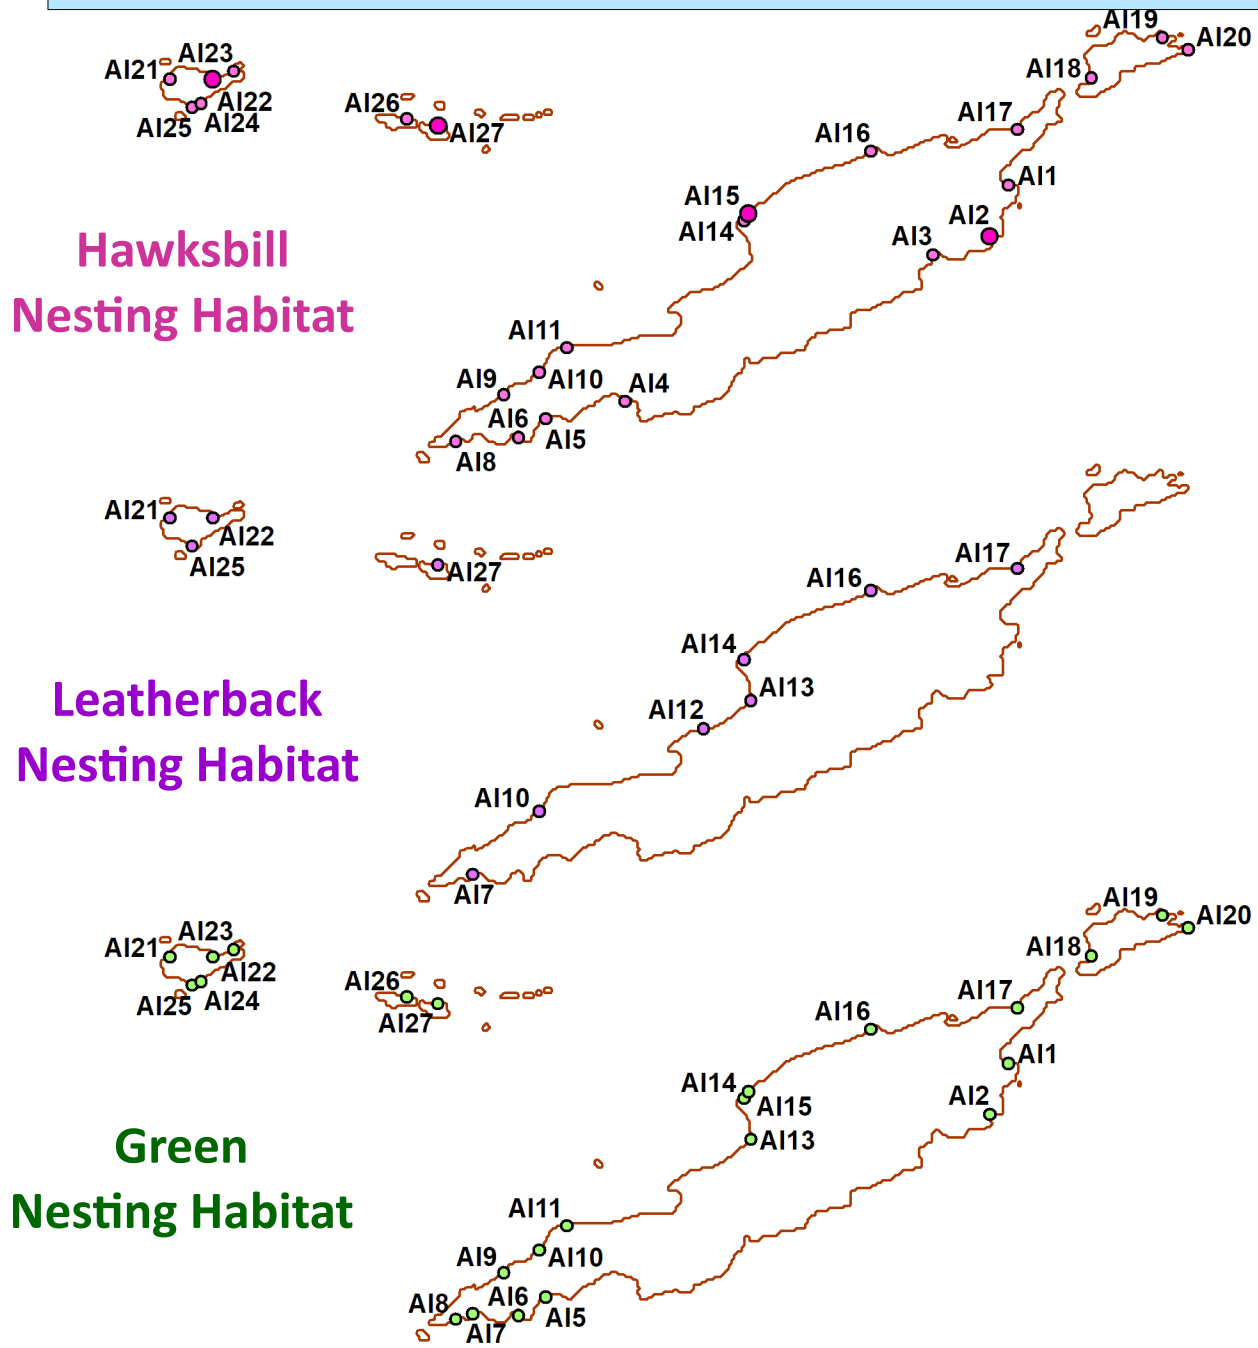 AI19
AI20
AI23
AI21
AI18
AI22
AI26
AI24
AI25
AI27
AI17
AI16
AI1
AI15
AI2
AI14
AI3
Hawksbill
Nesting Habitat
AI11
AI9
AI10
AI4
AI6
AI5
AI8
AI21
AI22
AI25
AI27
AI17
AI16
AI14
AI13
AI12
Leatherback
Nesting Habitat
AI10
AI7
AI19
AI20
AI23
AI21
AI18
AI22
AI26
AI24
AI25
AI27
AI17
AI16
AI1
AI14
AI2
AI15
AI13
Green
Nesting Habitat
AI11
AI9
AI10
AI8
AI6
AI5
AI7